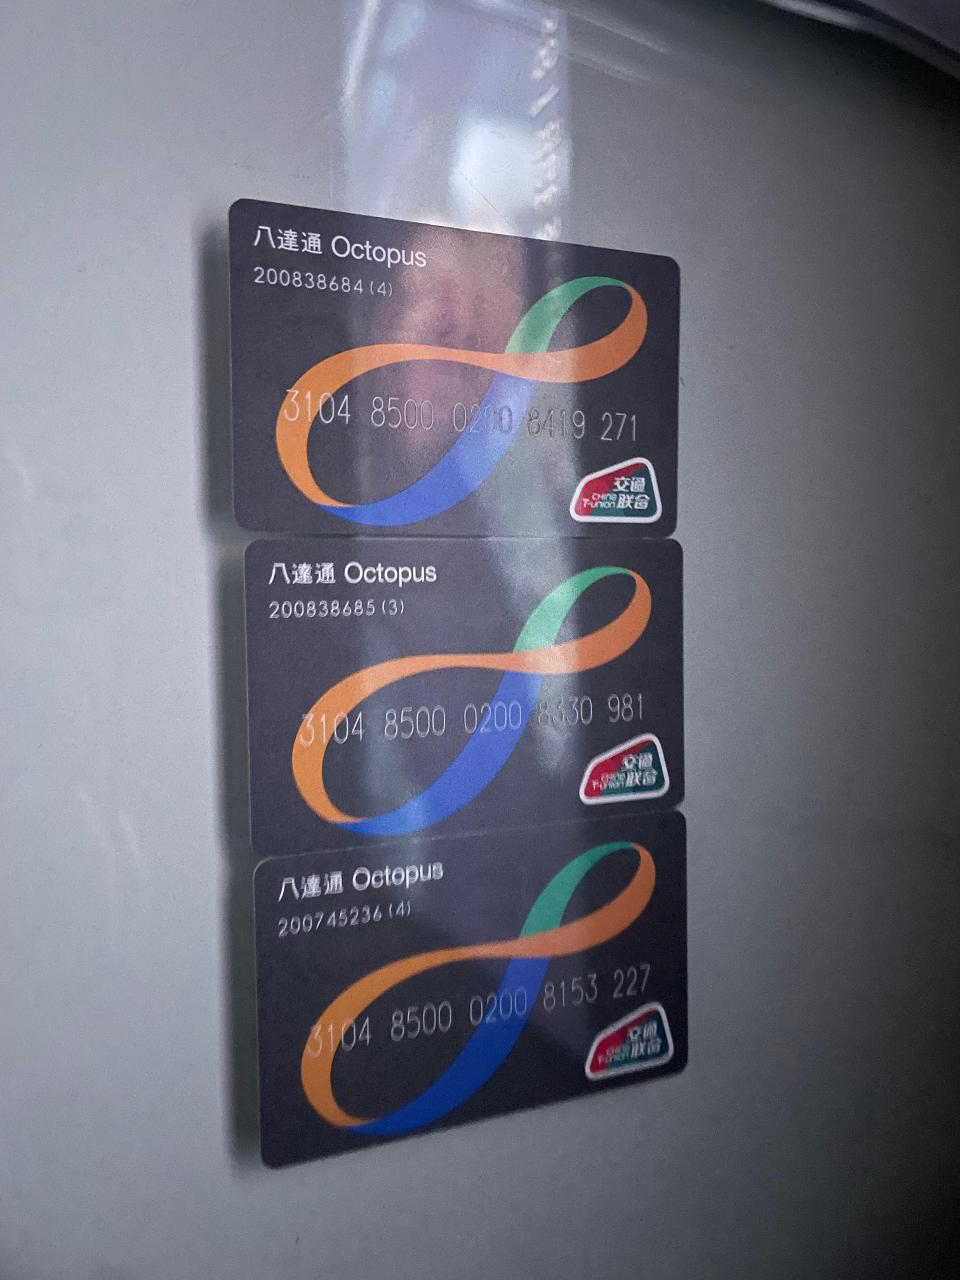 八達通 Octopus
200838684(4)
3104 8500 0200 8419 271
交通
CHINA
T-UNION 联合
八達通 Octopus
200838685(3)
3104 8500 0200 8330 981
交通
CHINA
T-UNION 联合
八達通 Octopus
200745236(4)
3104 8500 0200 8153 227
交通
CHINA
T-UNION 联合